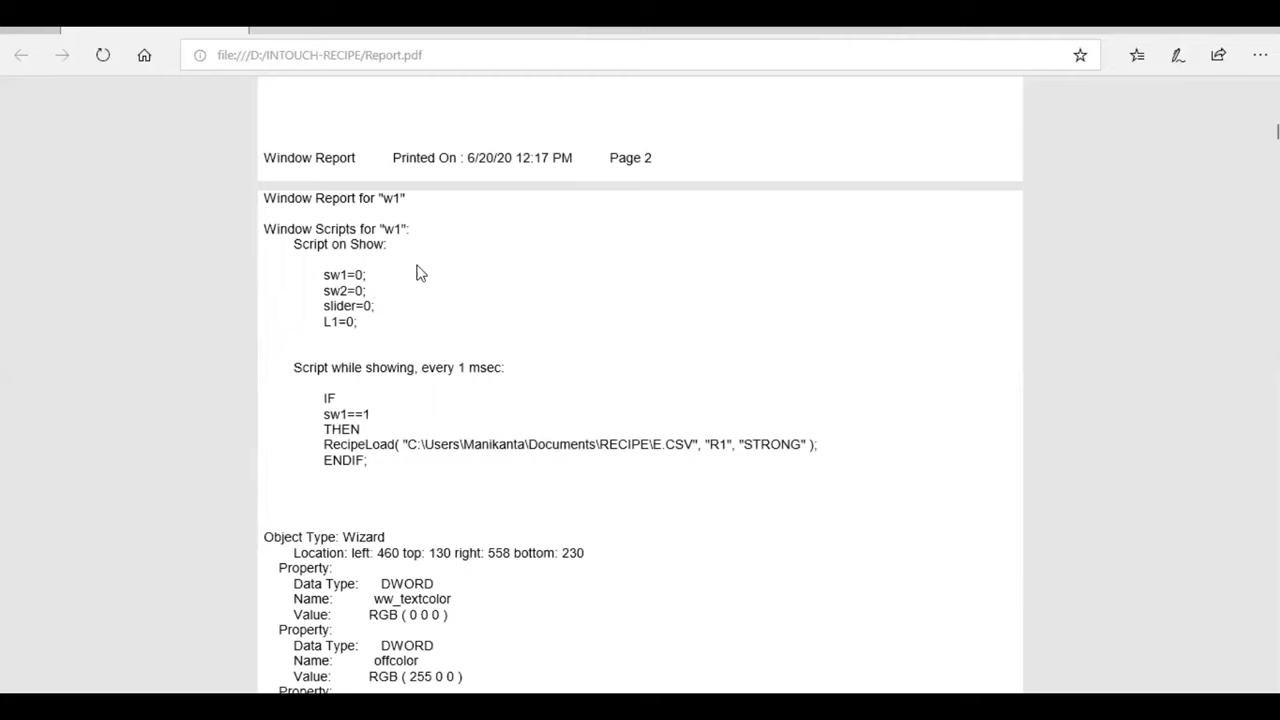 file:///D:/INTOUCH-RECIPE/Report.pdf
Window Report Printed On : 6/20/20 12:17 PM Page 2
Window Report for "w1"
Window Scripts for "w1":
Script on Show:
sw1=0;
sw2=0;
slider=0;
L1=0;
Script while showing, every 1 msec:
IF
sw1==1
THEN
RecipeLoad( "C:\Users\Manikanta\Documents\RECIPE\E.CSV", "R1", "STRONG" );
ENDIF;
Object Type: Wizard
Location: left: 460 top: 130 right: 558 bottom: 230
Property:
Data Type: DWORD
Name: ww_textcolor
Value: RGB ( 0 0 0 )
Property:
Data Type: DWORD
Name: offcolor
Value: RGB ( 255 0 0 )
Property: